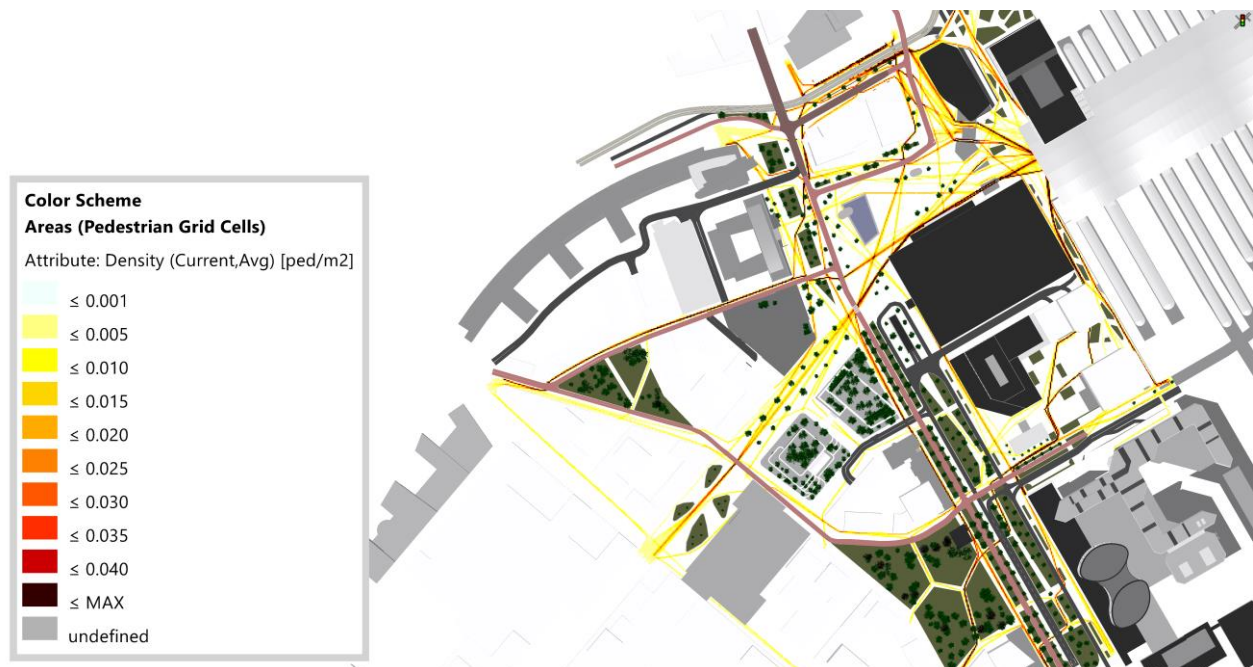 Color Scheme
Areas (Pedestrian Grid Cells)
Attribute: Density (Current,Avg) [ped/m2]
≤ 0.001
≤ 0.005
≤ 0.010
≤ 0.015
≤ 0.020
≤ 0.025
≤ 0.030
≤ 0.035
≤ 0.040
≤ MAX
undefined